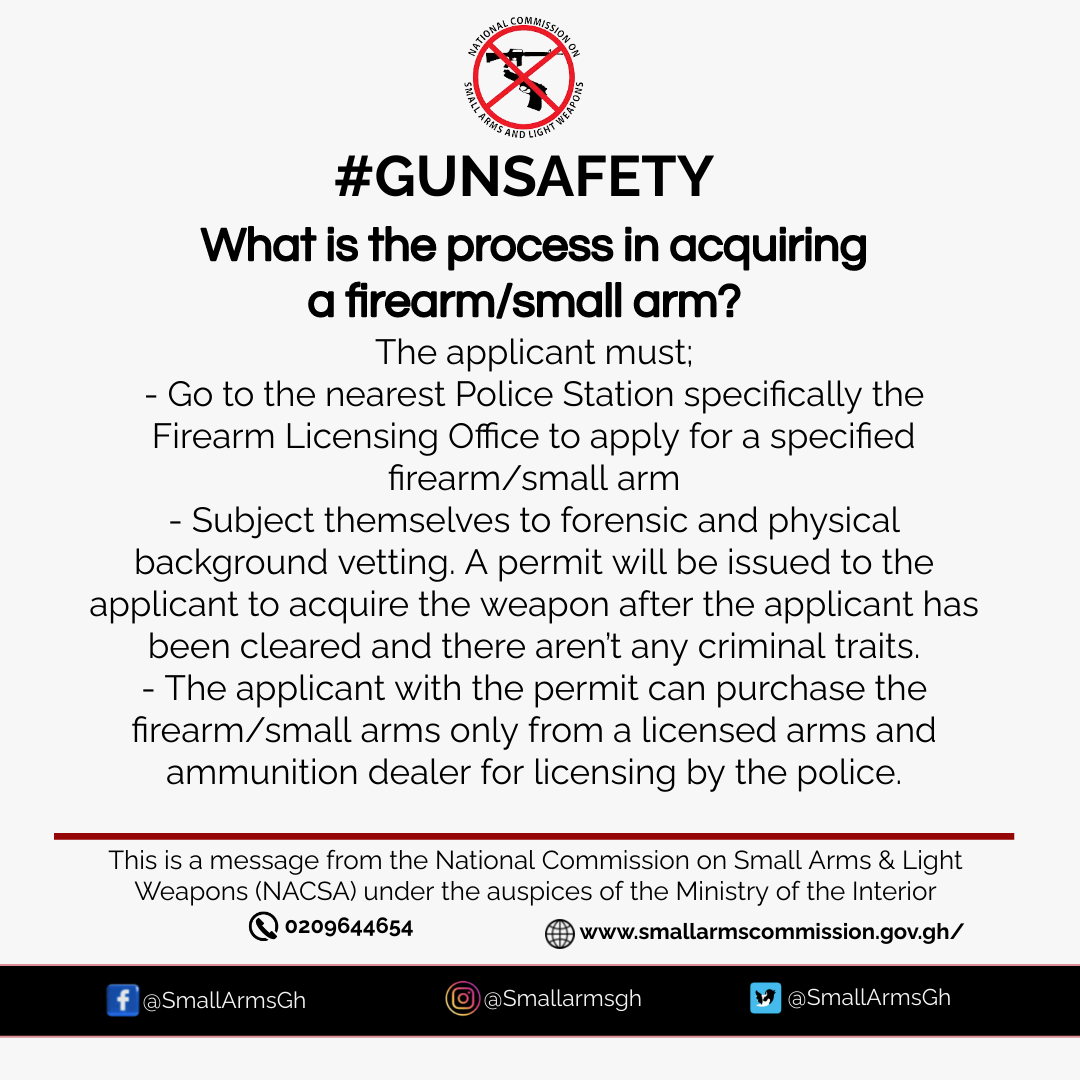 NATIONAL COMMISSION ON
SMALL ARMS AND LIGHT WEAPONS
#GUNSAFETY
What is the process in acquiring
a firearm/small arm?
The applicant must;
- Go to the nearest Police Station specifically the
Firearm Licensing Office to apply for a specified
firearm/small arm
- Subject themselves to forensic and physical
background vetting. A permit will be issued to the
applicant to acquire the weapon after the applicant has
been cleared and there aren't any criminal traits.
- The applicant with the permit can purchase the
firearm/small arms only from a licensed arms and
ammunition dealer for licensing by the police.
This is a message from the National Commission on Small Arms & Light
Weapons (NACSA) under the auspices of the Ministry of the Interior
0209644654
www.smallarmscommission.gov.gh/
@SmallArmsGh
@Smallarmsgh
@SmallArmsGh